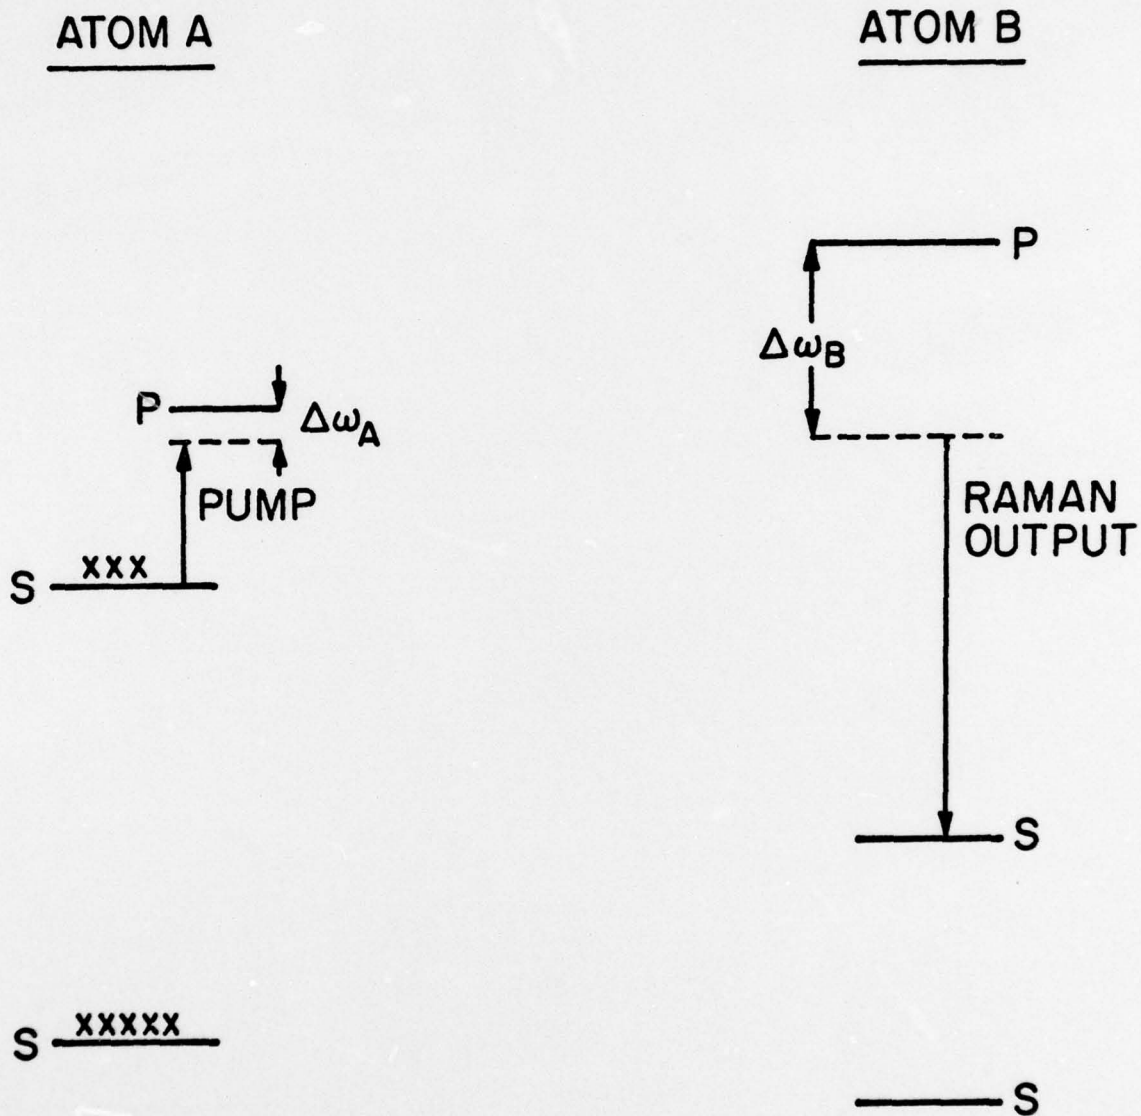 ATOM A
ATOM B
P
Δω_B
P
Δω_A
PUMP
RAMAN
OUTPUT
S xxx
S
S xxxxx
S